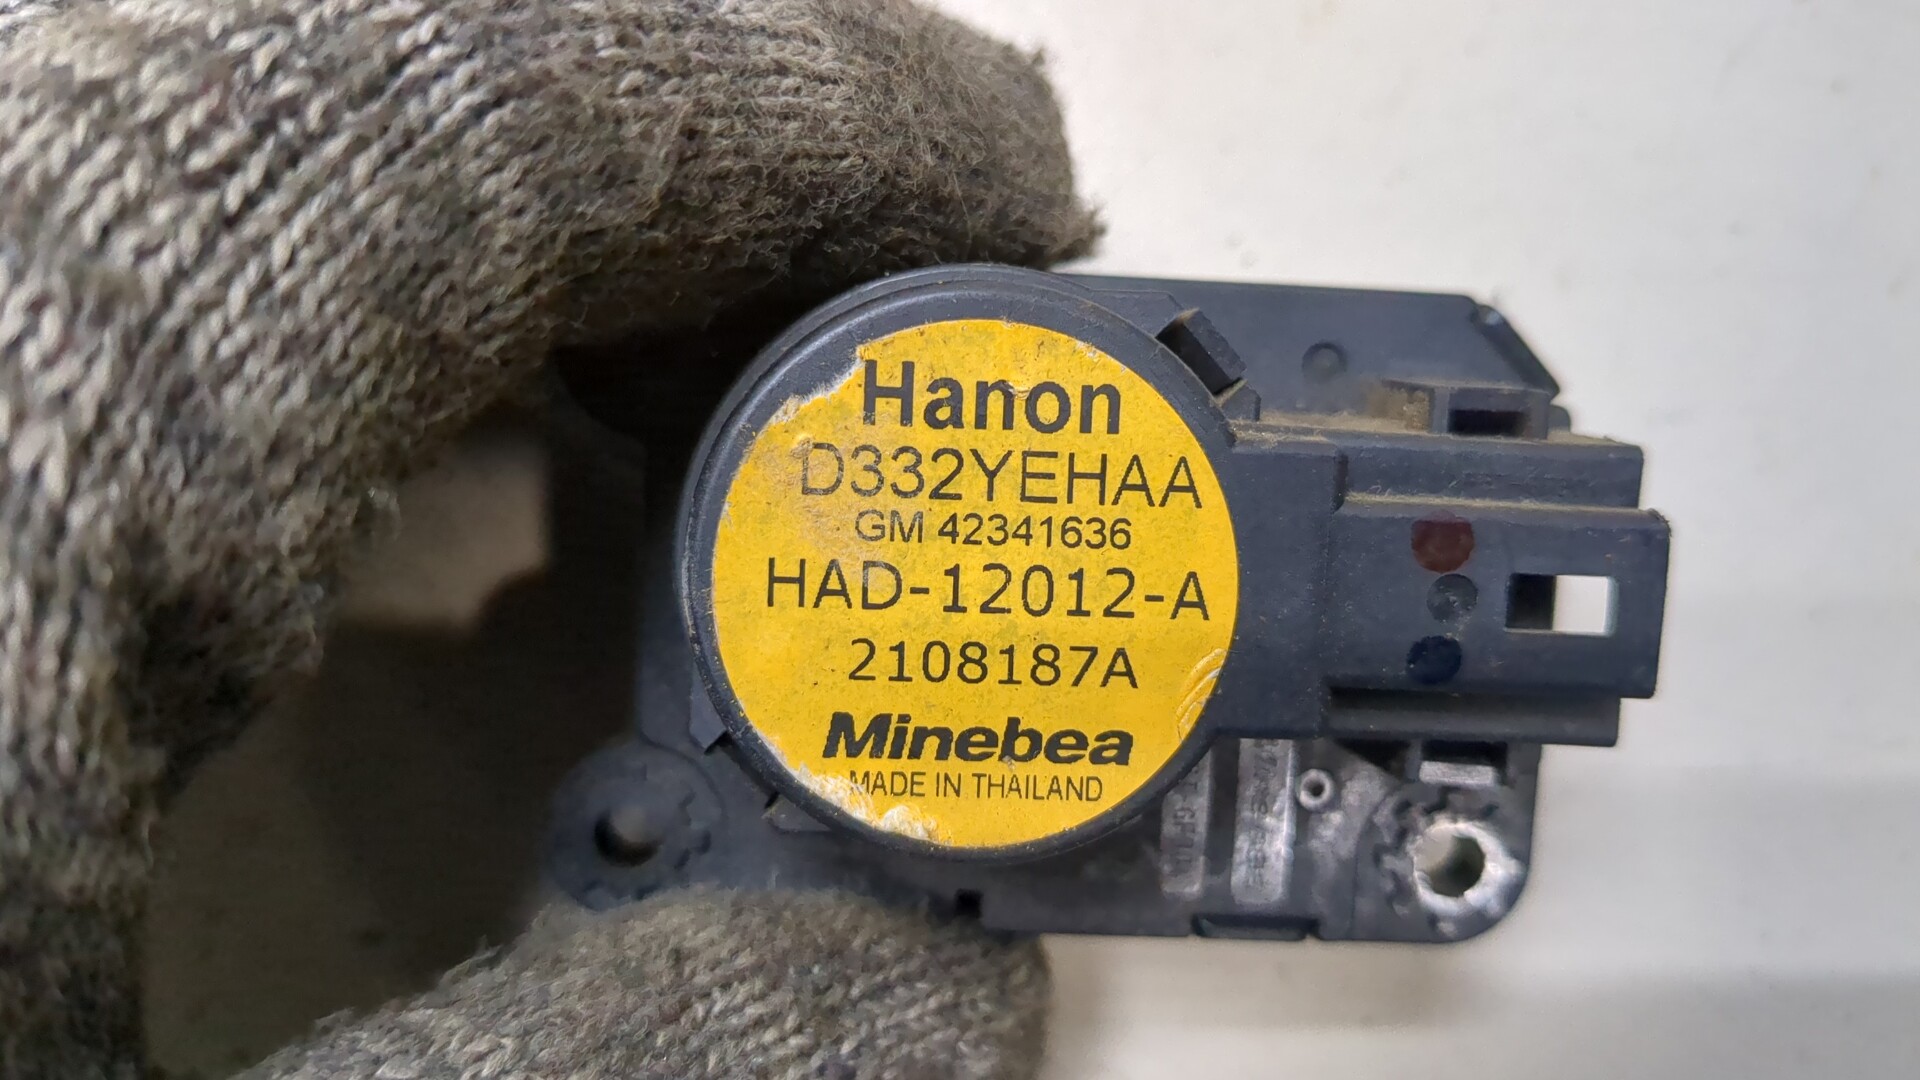 Hanon
D332YEHAA
GM 42341636
HAD-12012-A
2108187A
Minebea
MADE IN THAILAND